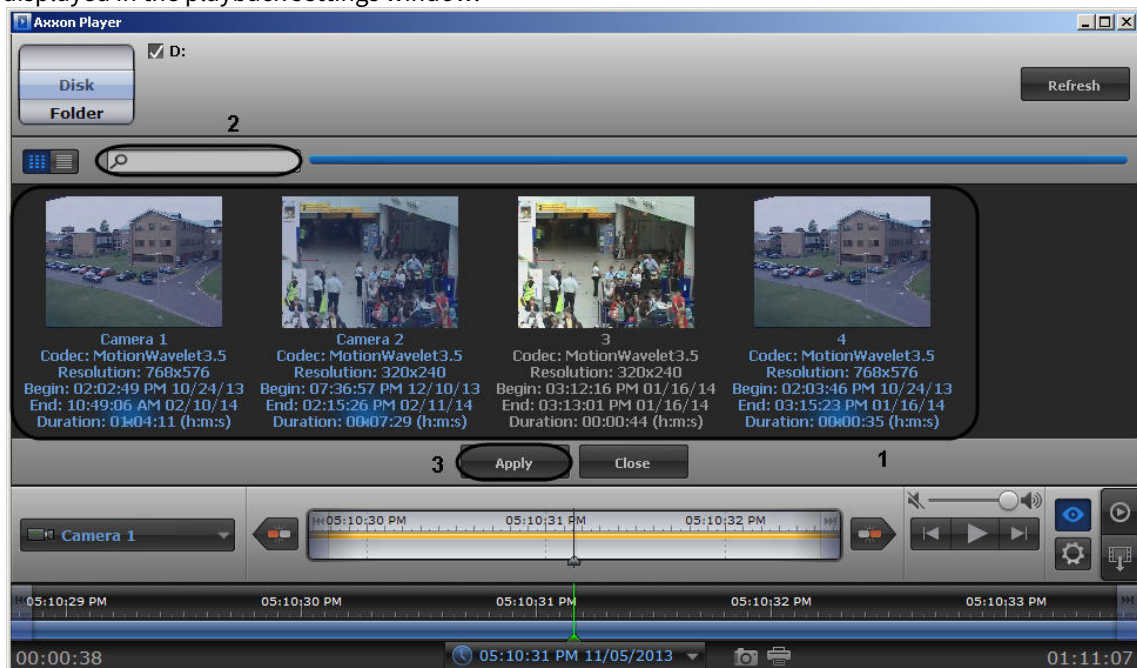 displayed in the playback settings window.
Axxon Player
D:
Disk
Folder
Refresh
2
Camera 1
Codec: MotionWavelet3.5
Resolution: 768x576
Begin: 02:02:49 PM 10/24/13
End: 10:49:06 AM 02/10/14
Duration: 01:04:11 (h:m:s)
Camera 2
Codec: MotionWavelet3.5
Resolution: 320x240
Begin: 07:36:57 PM 12/10/13
End: 02:15:26 PM 02/11/14
Duration: 00:07:29 (h:m:s)
3
Codec: MotionWavelet3.5
Resolution: 320x240
Begin: 03:12:16 PM 01/16/14
End: 03:13:01 PM 01/16/14
Duration: 00:00:44 (h:m:s)
4
Codec: MotionWavelet3.5
Resolution: 768x576
Begin: 02:03:46 PM 10/24/13
End: 03:15:23 PM 01/16/14
Duration: 00:00:35 (h:m:s)
3
Apply
Close
1
Camera 1
05:10:30 PM
05:10:31 PM
05:10:32 PM
05:10:29 PM
05:10:30 PM
05:10:31 PM
05:10:32 PM
05:10:33 PM
00:00:38
05:10:31 PM 11/05/2013
01:11:07